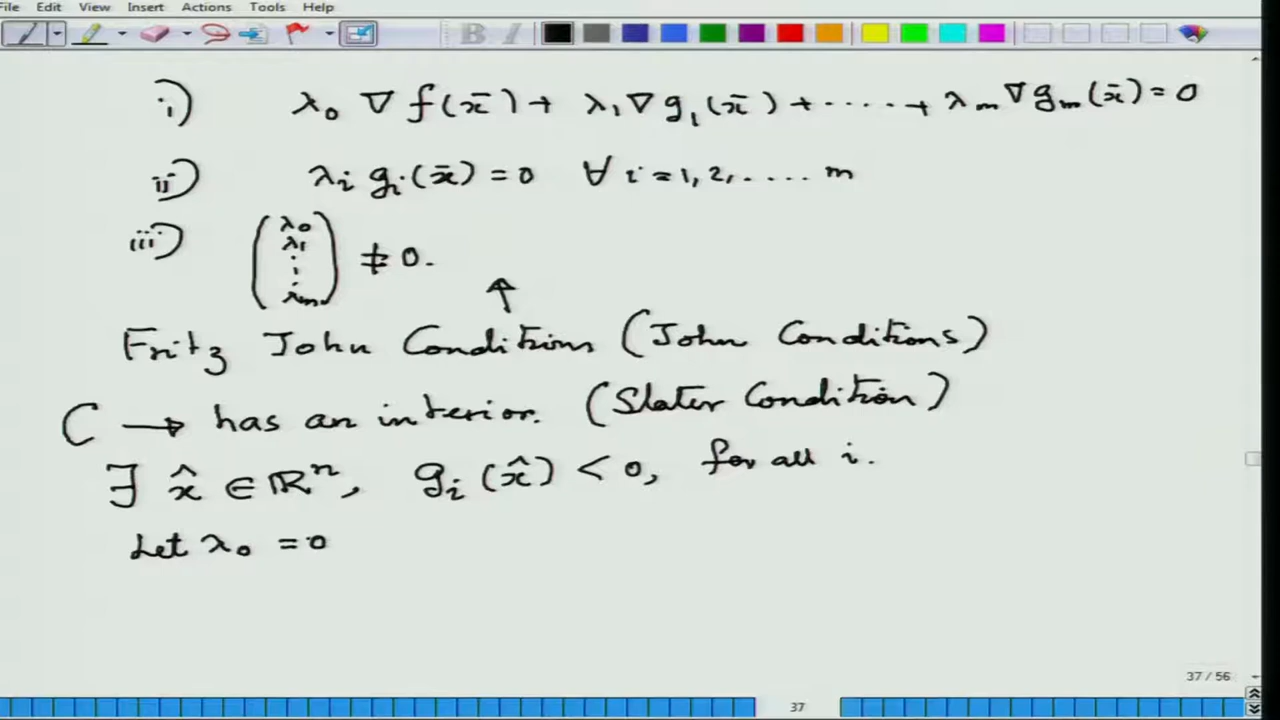 File Edit View Insert Actions Tools Help
B I
i) λ₀ ∇ f(x̄) + λ₁ ∇ g₁(x̄) + ..... + λₘ ∇ gₘ(x̄) = 0
ii) λᵢ gᵢ(x̄) = 0 ∀ i = 1, 2, .... m
iii) (λ₀ λ₁ ⋮ λₘ) ≠ 0.
↑
Fritz John Conditions (John Conditions)
C → has an interior. (Slater Condition)
∃ x̂ ∈ ℝⁿ, gᵢ(x̂) < 0, for all i.
Let λ₀ = 0
37 / 56
37